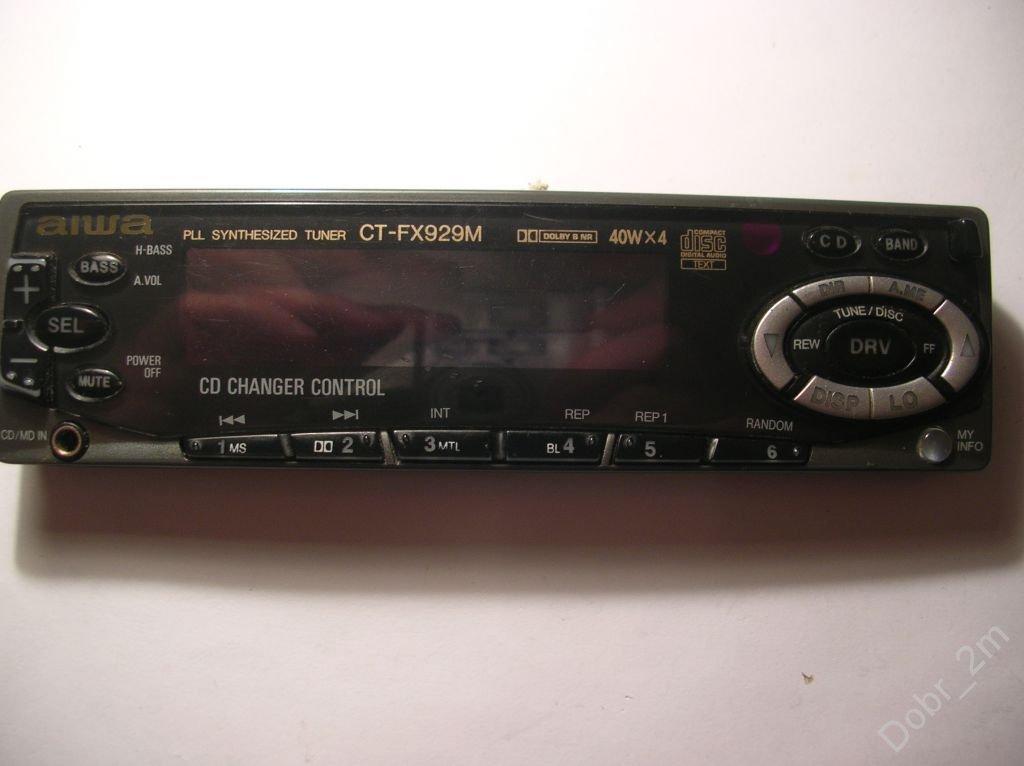 aiwa
PLL SYNTHESIZED TUNER CT-FX929M DOLBY B NR 40W×4 COMPACT disc DIGITAL AUDIO TEXT
CD BAND
H-BASS
BASS
A.VOL
+
SEL
−
POWER OFF
MUTE
DIR A.ME
TUNE / DISC
REW DRV FF
DISP LO
CD CHANGER CONTROL
INT REP REP 1 RANDOM
CD/MD IN
1 MS 2 3 MTL BL 4 5 6
MY INFO
Dobr_2m